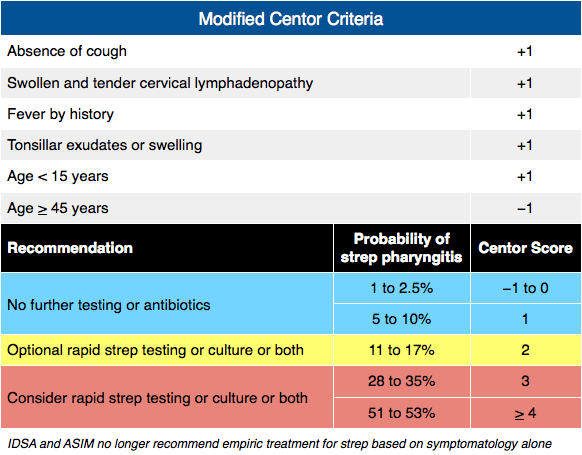 Modified Centor Criteria
Absence of cough +1
Swollen and tender cervical lymphadenopathy +1
Fever by history +1
Tonsillar exudates or swelling +1
Age < 15 years +1
Age ≥ 45 years −1
Recommendation Probability of strep pharyngitis Centor Score
No further testing or antibiotics 1 to 2.5% −1 to 0
5 to 10% 1
Optional rapid strep testing or culture or both 11 to 17% 2
Consider rapid strep testing or culture or both 28 to 35% 3
51 to 53% ≥ 4
IDSA and ASIM no longer recommend empiric treatment for strep based on symptomatology alone